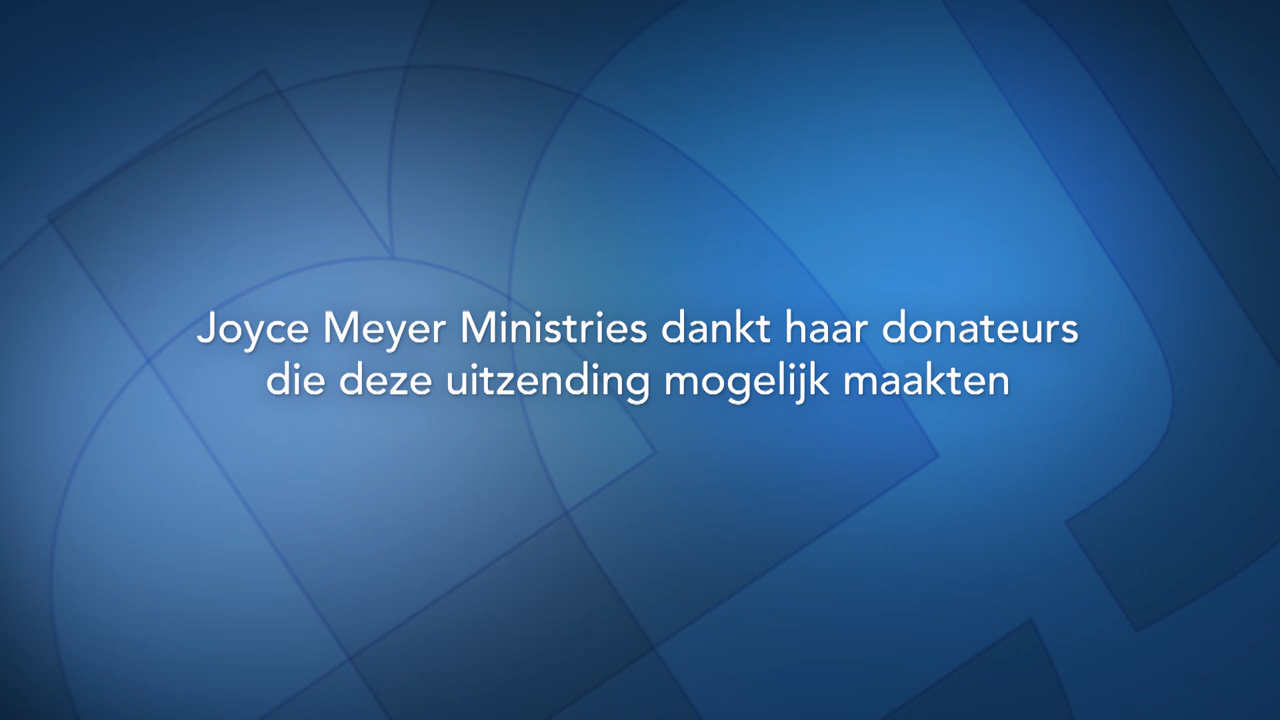 Joyce Meyer Ministries dankt haar donateurs
die deze uitzending mogelijk maakten